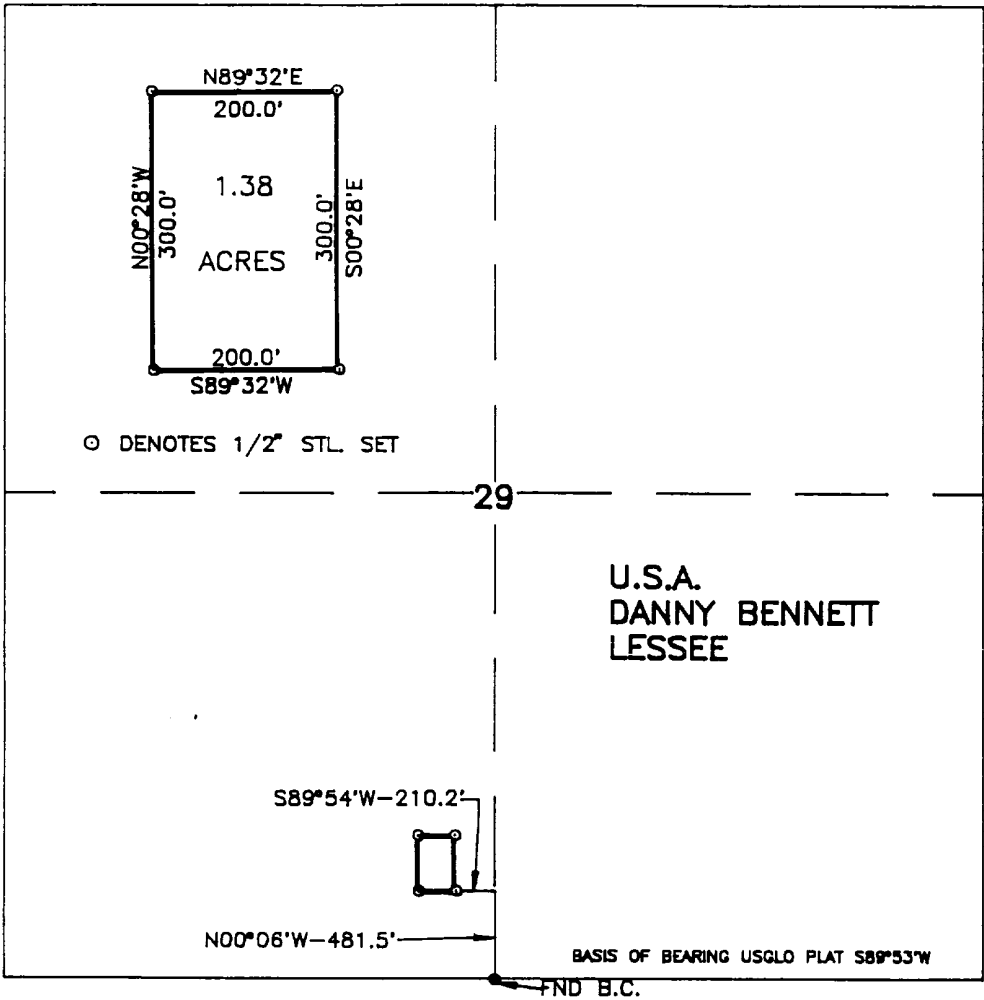 N89°32'E
200.0'
N00°28'W
300.0'
1.38
ACRES
300.0'
S00°28'E
200.0'
S89°32'W
⊙ DENOTES 1/2" STL. SET
29
U.S.A.
DANNY BENNETT
LESSEE
S89°54'W-210.2'
N00°06'W-481.5'
BASIS OF BEARING USGLO PLAT S89°53'W
FND B.C.